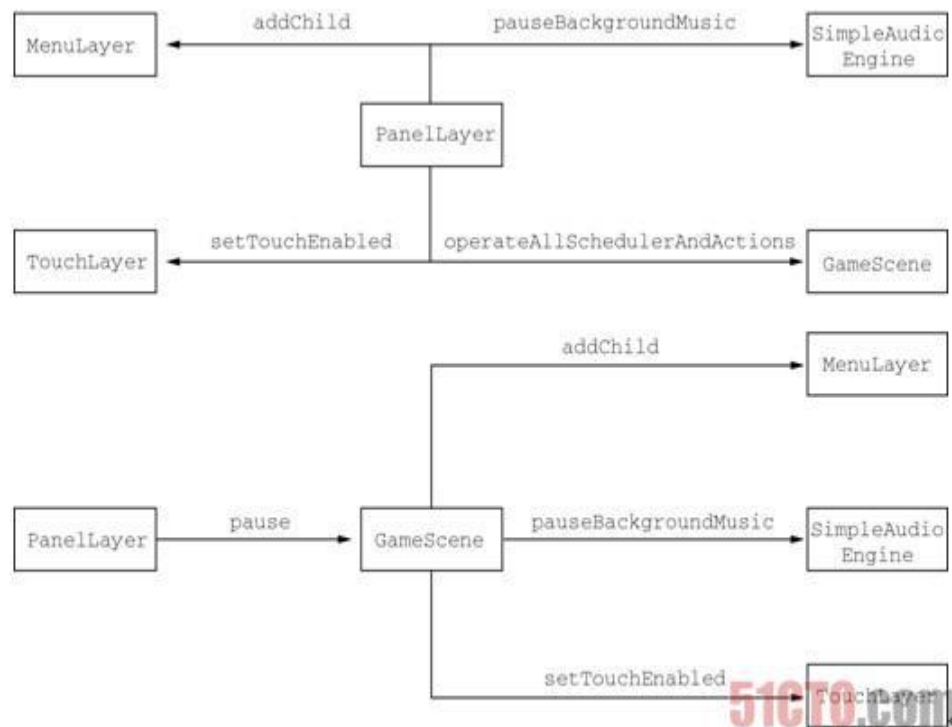 addChild
pauseBackgroundMusic
MenuLayer
SimpleAudio
Engine
PanelLayer
setTouchEnabled
operateAllSchedulerAndActions
TouchLayer
GameScene
addChild
MenuLayer
PanelLayer
pause
GameScene
pauseBackgroundMusic
SimpleAudio
Engine
setTouchEnabled
TouchLayer
51CTO.com